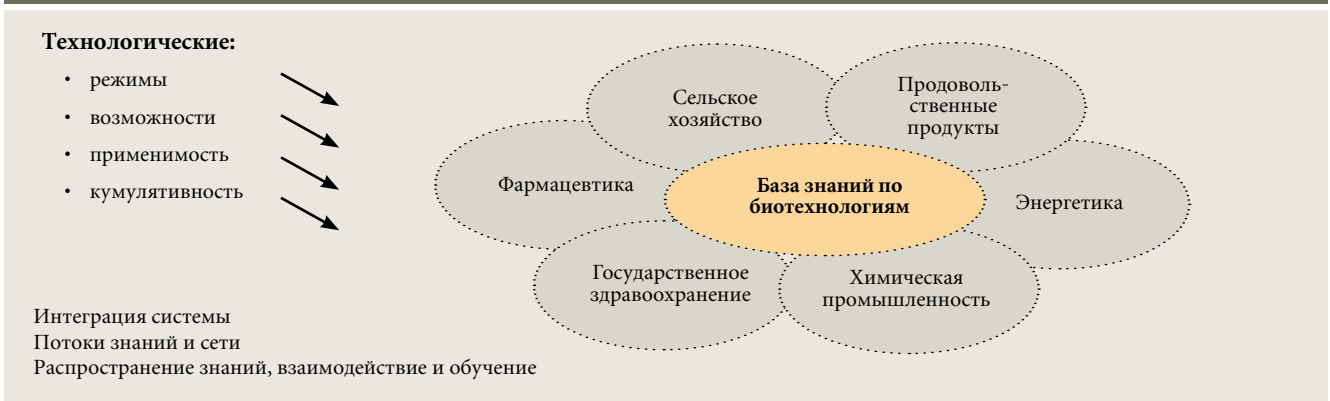 Технологические:
• режимы
• возможности
• применимость
• кумулятивность
Сельское
хозяйство
Продоволь-
ственные
продукты
Фармацевтика
База знаний по
биотехнологиям
Энергетика
Государственное
здравоохранение
Химическая
промышленность
Интеграция системы
Потоки знаний и сети
Распространение знаний, взаимодействие и обучение